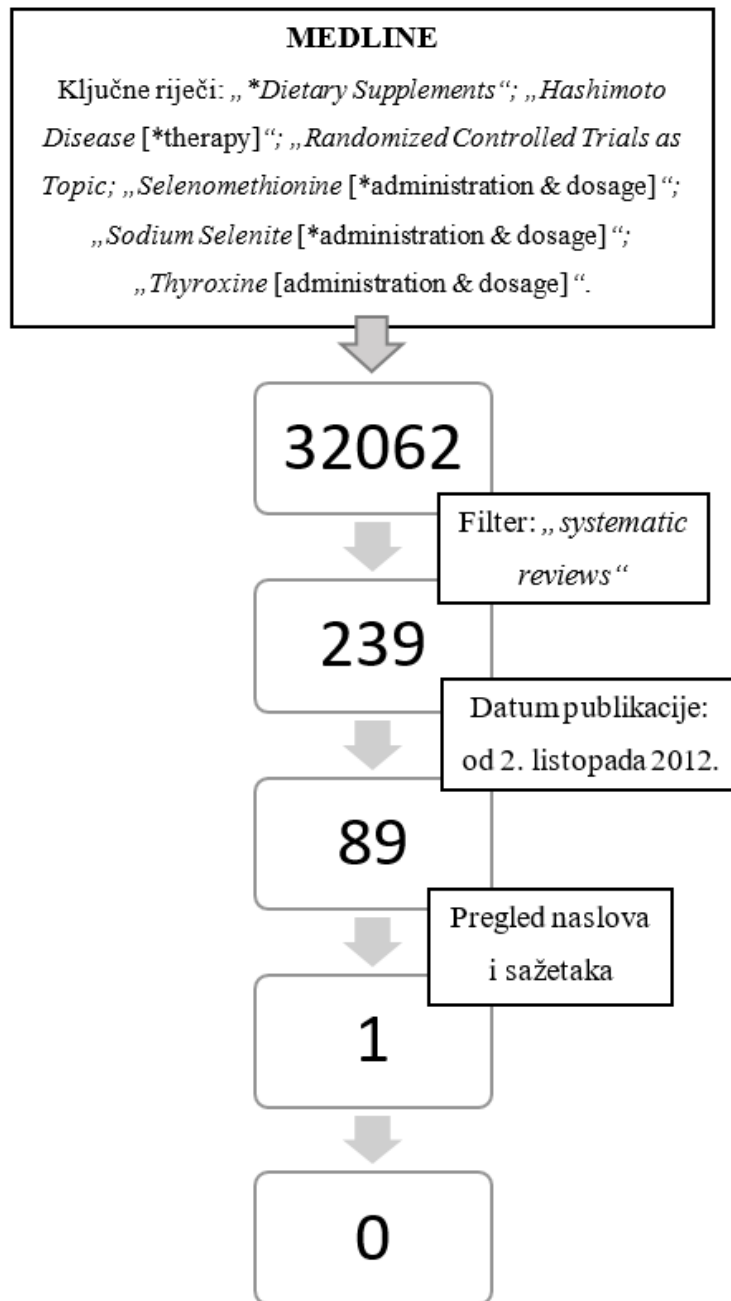 MEDLINE
Ključne riječi: „*Dietary Supplements“; „Hashimoto
Disease [*therapy]“; „Randomized Controlled Trials as
Topic; „Selenomethionine [*administration & dosage]“;
„Sodium Selenite [*administration & dosage]“;
„Thyroxine [administration & dosage]“.
32062
Filter: „systematic
reviews“
239
Datum publikacije:
od 2. listopada 2012.
89
Pregled naslova
i sažetaka
1
0